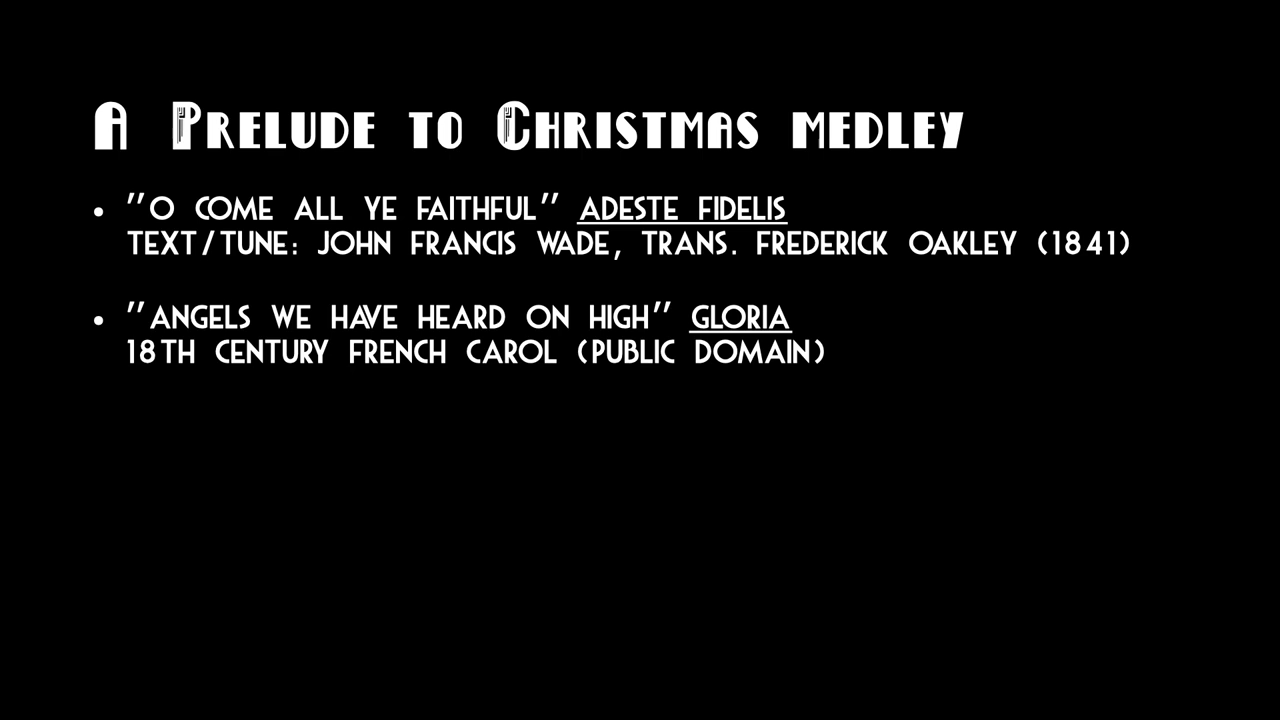 A Prelude to Christmas medley
• "O COME ALL YE FAITHFUL" ADESTE FIDELIS
TEXT/TUNE: JOHN FRANCIS WADE, TRANS. FREDERICK OAKLEY (1841)
• "ANGELS WE HAVE HEARD ON HIGH" GLORIA
18TH CENTURY FRENCH CAROL (PUBLIC DOMAIN)